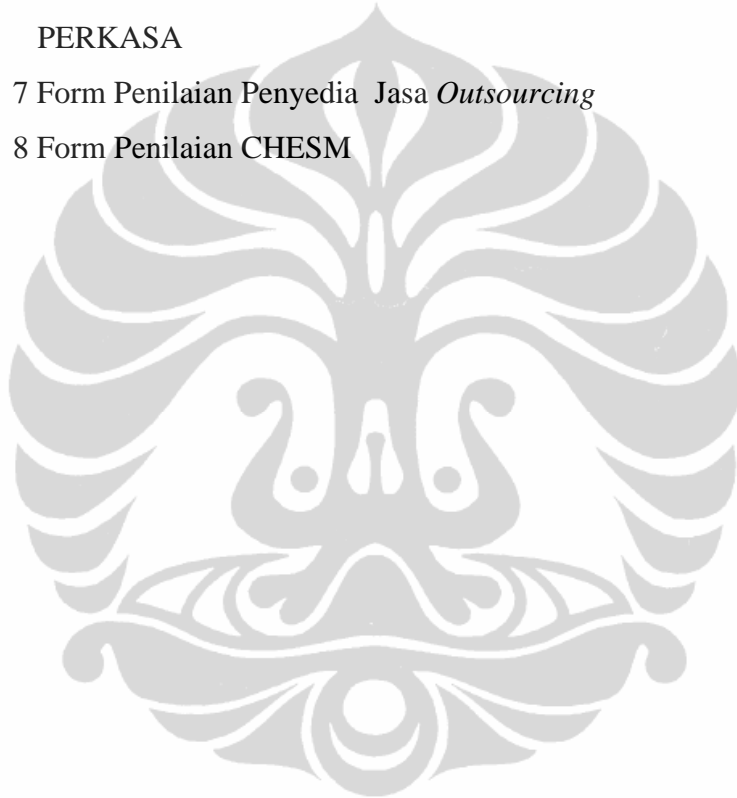 PERKASA
7 Form Penilaian Penyedia Jasa Outsourcing
8 Form Penilaian CHESM